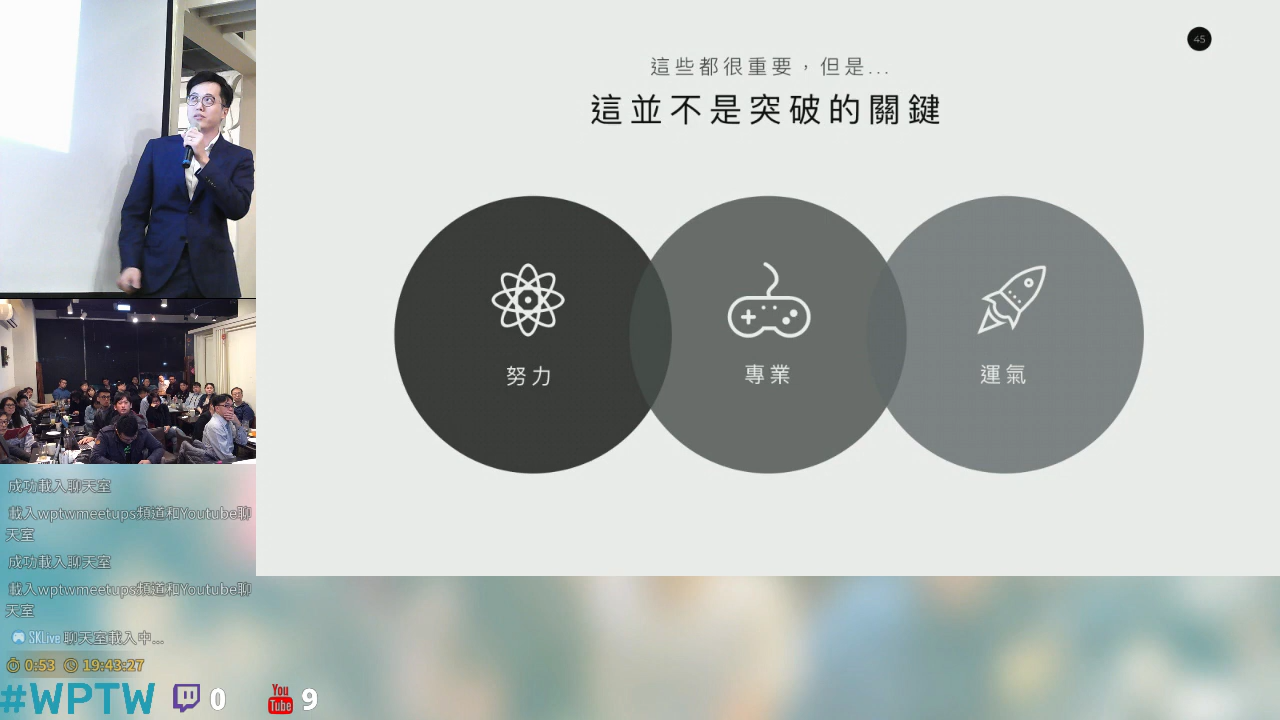 45
這些都很重要，但是...
這並不是突破的關鍵
努力
專業
運氣
成功載入聊天室
載入wptwmeetups頻道和Youtube聊
天室
成功載入聊天室
載入wptwmeetups頻道和Youtube聊
天室
SKLive 聊天室載入中...
0:53 19:43:27
#WPTW 0 You Tube 9